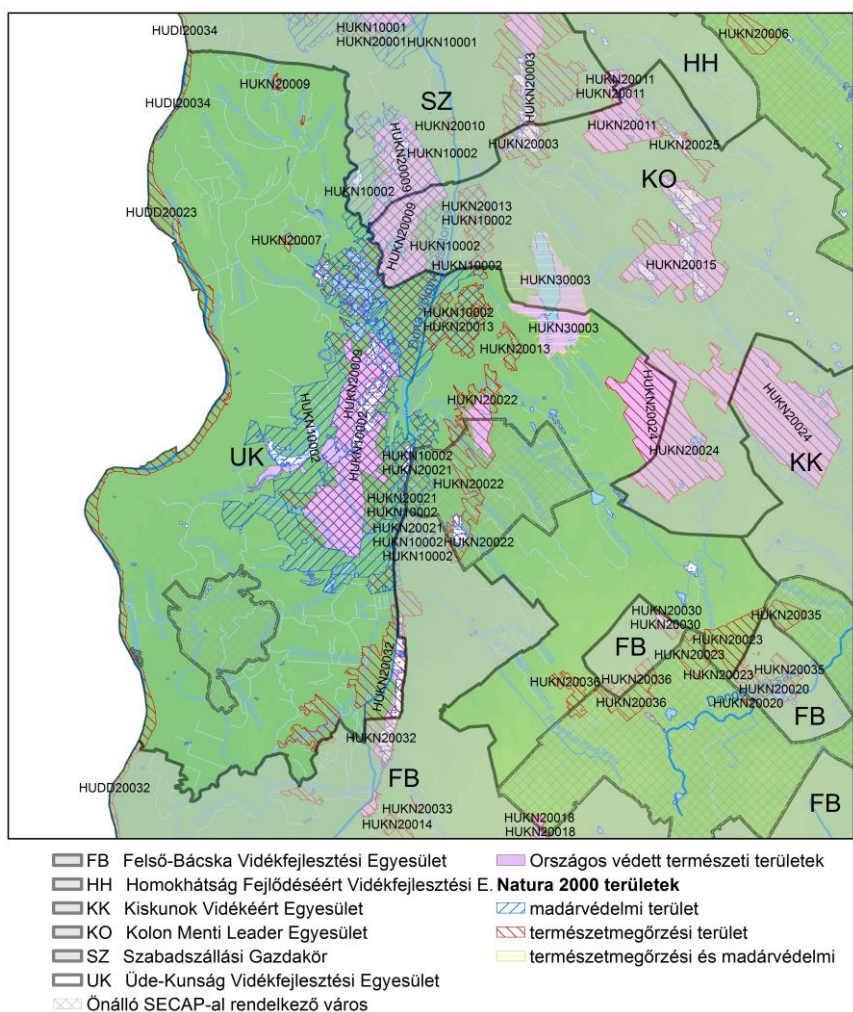 HUDI20034
HUKN10001
HUKN20001
HUKN10001
HUKN20006
HH
HUDI20034
HUKN20009
SZ
HUKN20003
HUKN20011
HUKN20011
HUKN20011
HUKN20010
HUKN20003
HUKN20025
HUKN10002
HUKN20009
HUKN10002
KO
HUDD20023
HUKN20013
HUKN10002
HUKN20009
HUKN20007
HUKN10002
HUKN10002
HUKN20015
HUKN30003
HUKN10002
HUKN20013
HUKN30003
HUKN20013
HUKN20009
HUKN10002
HUKN10002
HUKN20022
HUKN20024
HUKN20024
HUKN20024
UK
HUKN10002
HUKN20021
KK
HUKN20022
HUKN20021
HUKN10002
HUKN20021
HUKN10002
HUKN20022
HUKN10002
HUKN20030
HUKN20030
HUKN20035
FB
HUKN20023
HUKN20023
HUKN20032
HUKN20036
HUKN20036
HUKN20023
HUKN20035
HUKN20020
HUKN20020
HUKN20036
FB
HUKN20032
FB
HUDD20032
HUKN20033
HUKN20014
HUKN20018
HUKN20018
FB
FB Felső-Bácska Vidékfejlesztési Egyesület
HH Homokhátság Fejlődéséért Vidékfejlesztési E.
KK Kiskunok Vidékéért Egyesület
KO Kolon Menti Leader Egyesület
SZ Szabadszállási Gazdakör
UK Üde-Kunság Vidékfejlesztési Egyesület
Önálló SECAP-al rendelkező város
Országos védett természeti területek
Natura 2000 területek
madárvédelmi terület
természetmegőrzési terület
természetmegőrzési és madárvédelmi